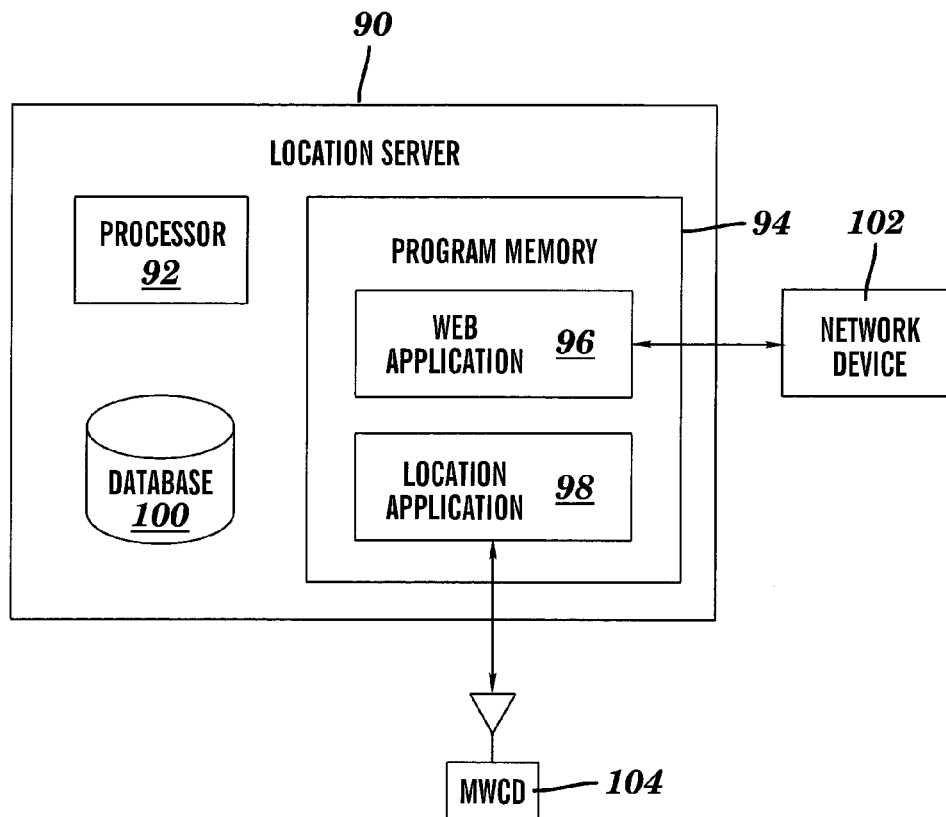 90
LOCATION SERVER
PROCESSOR
92
PROGRAM MEMORY
94
WEB
APPLICATION
96
102
NETWORK
DEVICE
DATABASE
100
LOCATION
APPLICATION
98
MWCD
104